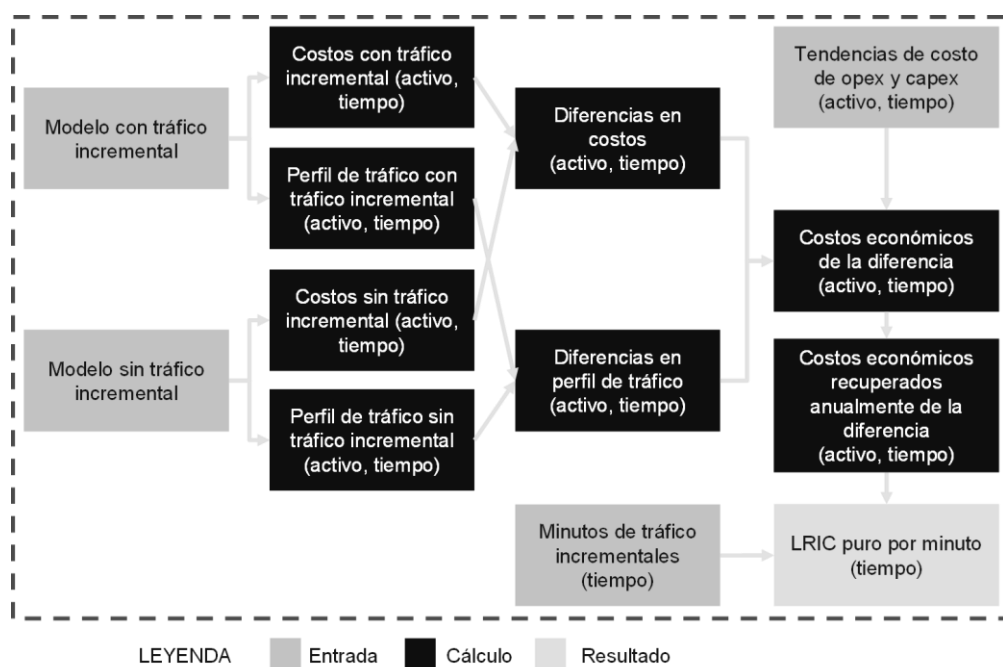 Modelo con tráfico
incremental
Modelo sin tráfico
incremental
Costos con tráfico
incremental (activo,
tiempo)
Perfil de tráfico con
tráfico incremental
(activo, tiempo)
Costos sin tráfico
incremental (activo,
tiempo)
Perfil de tráfico sin
tráfico incremental
(activo, tiempo)
Diferencias en
costos
(activo, tiempo)
Diferencias en
perfil de tráfico
(activo, tiempo)
Minutos de tráfico
incrementales
(tiempo)
Tendencias de costo
de opex y capex
(activo, tiempo)
Costos económicos
de la diferencia
(activo, tiempo)
Costos económicos
recuperados
anualmente de la
diferencia
(activo, tiempo)
LRIC puro por minuto
(tiempo)
LEYENDA
Entrada
Cálculo
Resultado